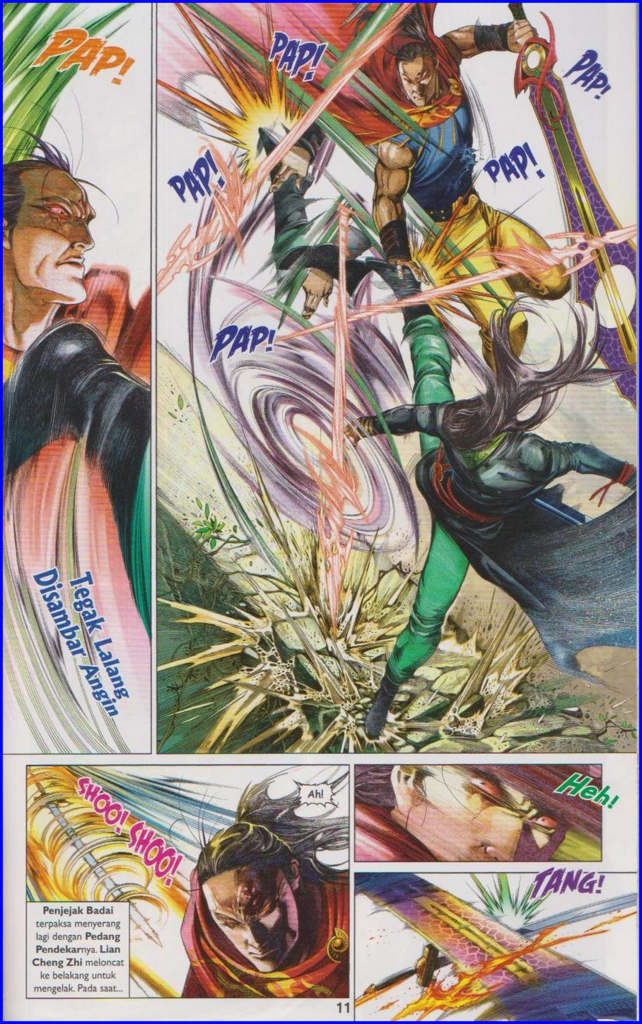 PAP!
PAP!
PAP!
PAP!
PAP!
PAP!
Tegak Lalang
Disambar Angin
SHOO! SHOO!
Ah!
Penjejak Badai
terpaksa menyerang
lagi dengan Pedang
Pendekarnya. Lian
Cheng Zhi meloncat
ke belakang untuk
mengelak. Pada saat...
Heh!
TANG!
11